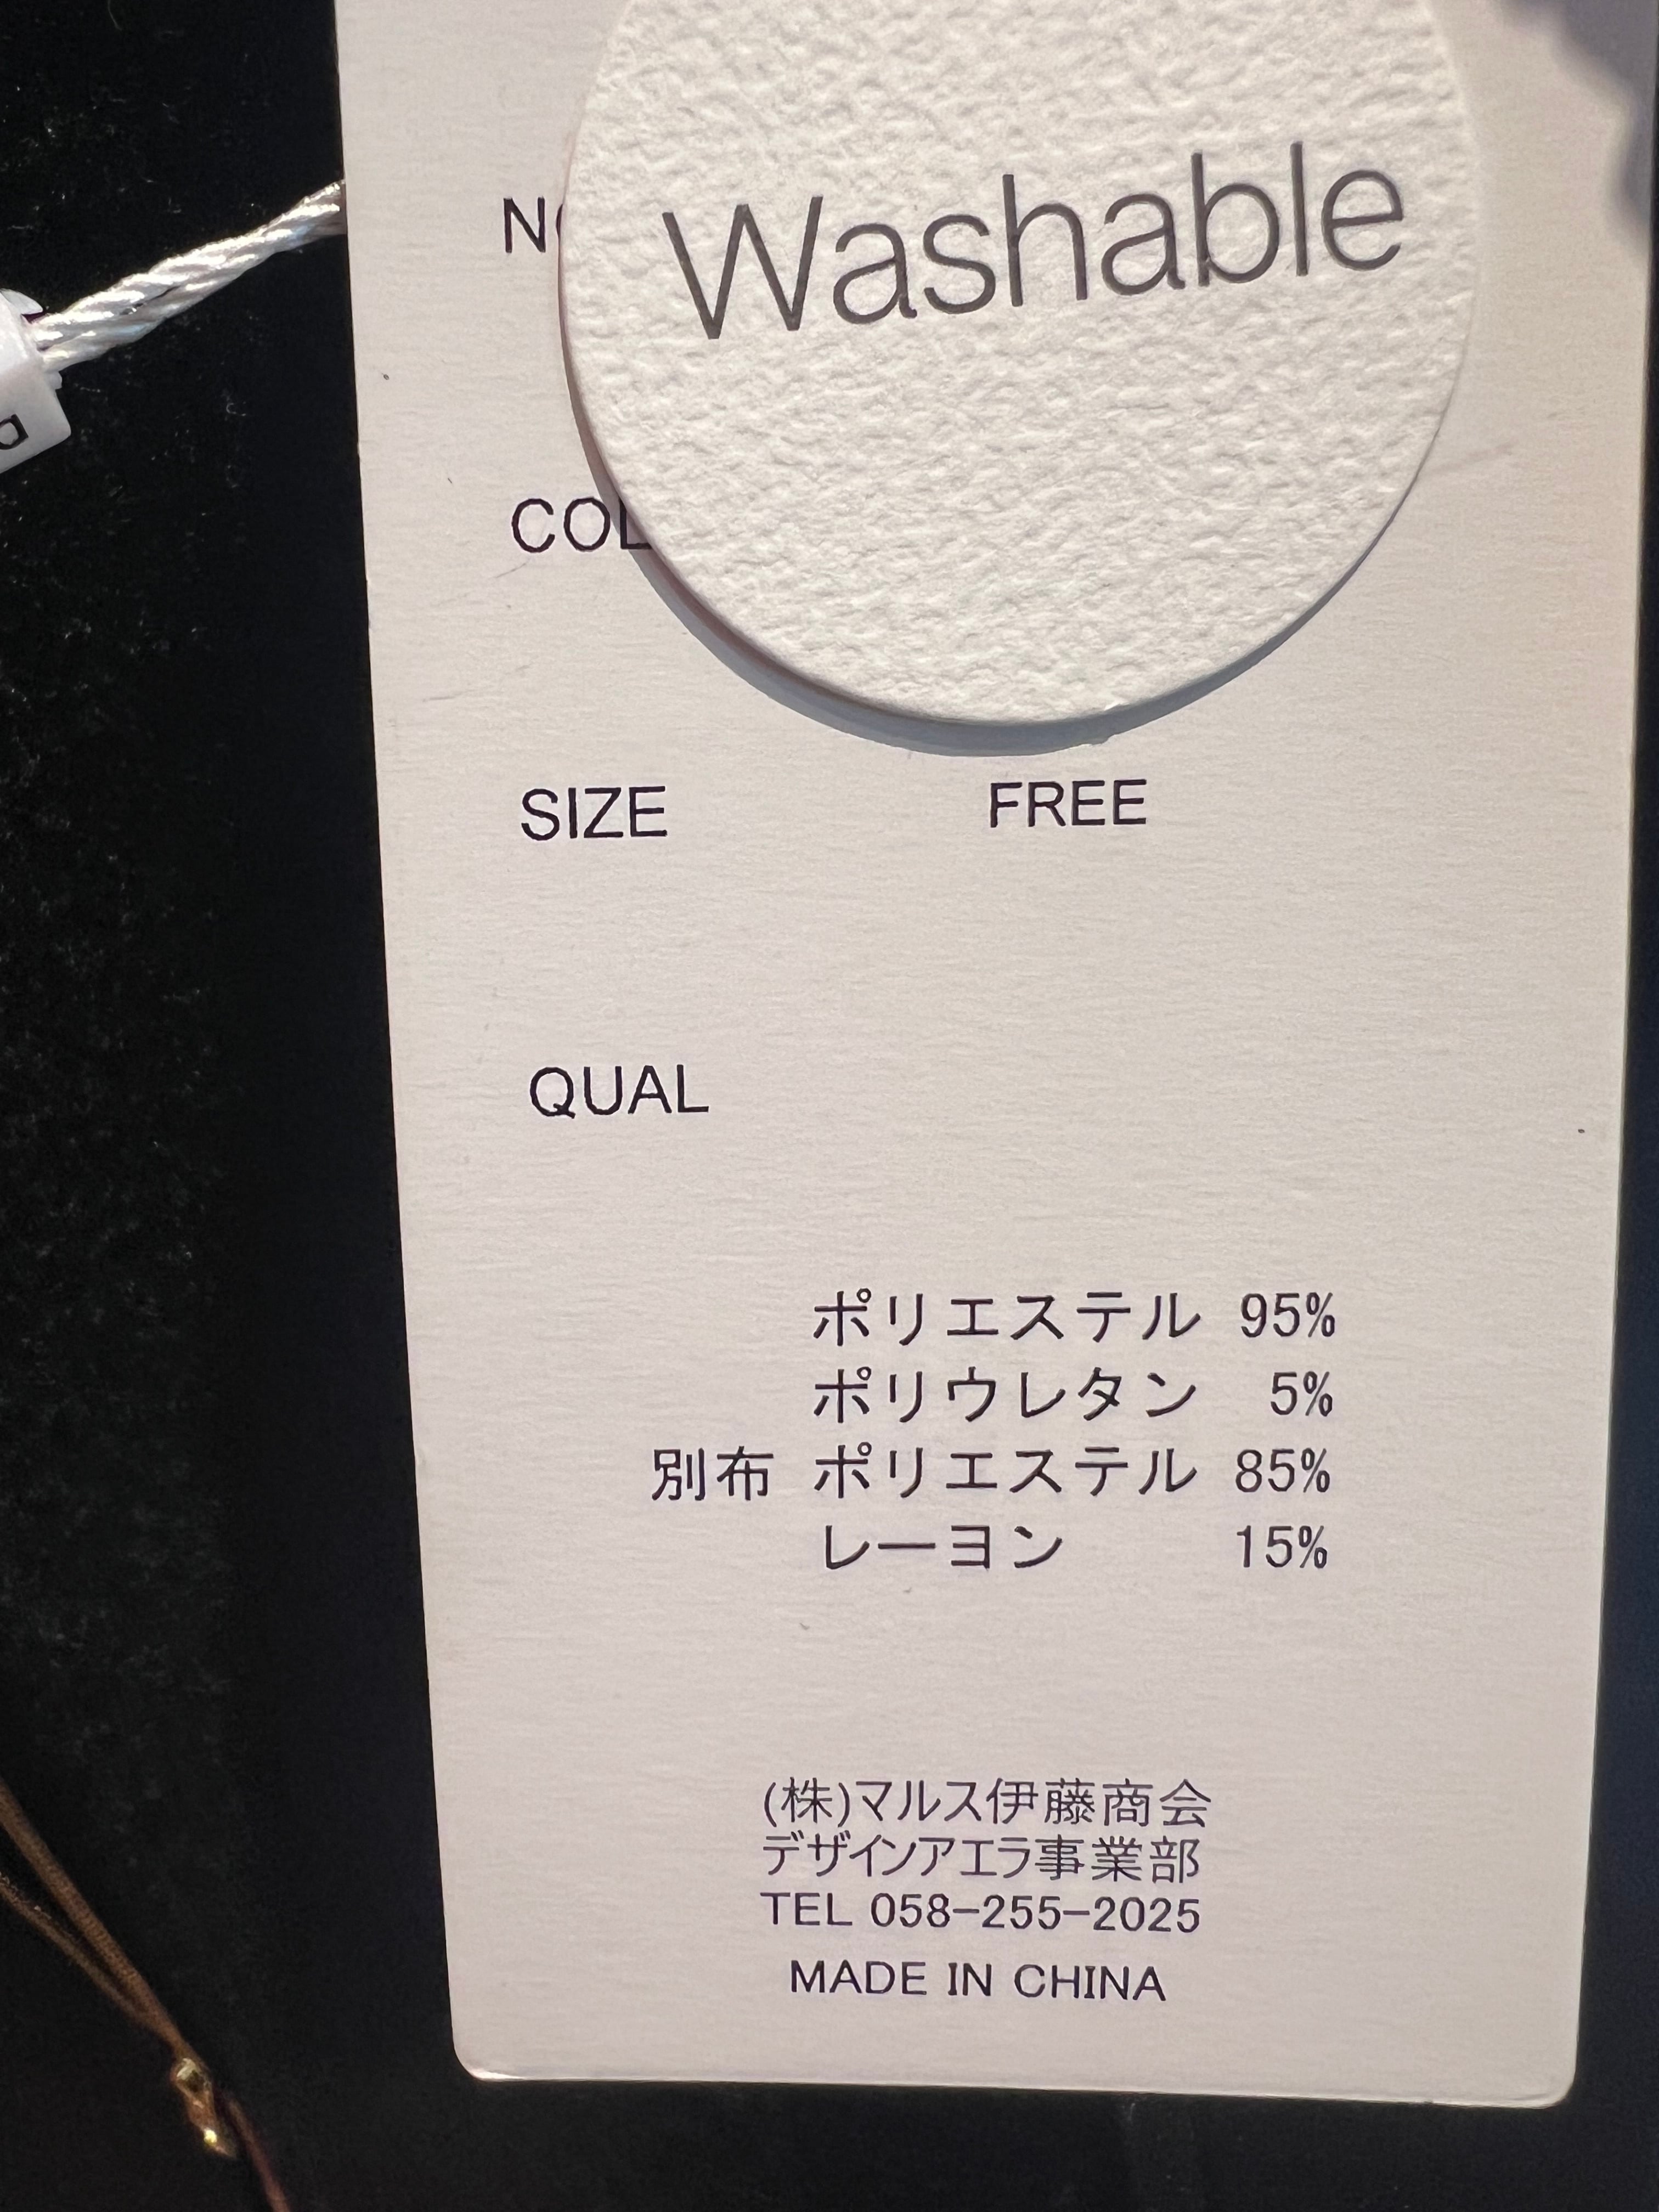 Washable
COL
SIZE FREE
QUAL
ポリエステル 95%
ポリウレタン 5%
別布 ポリエステル 85%
レーヨン 15%
(株)マルス伊藤商会
デザインアエラ事業部
TEL 058-255-2025
MADE IN CHINA